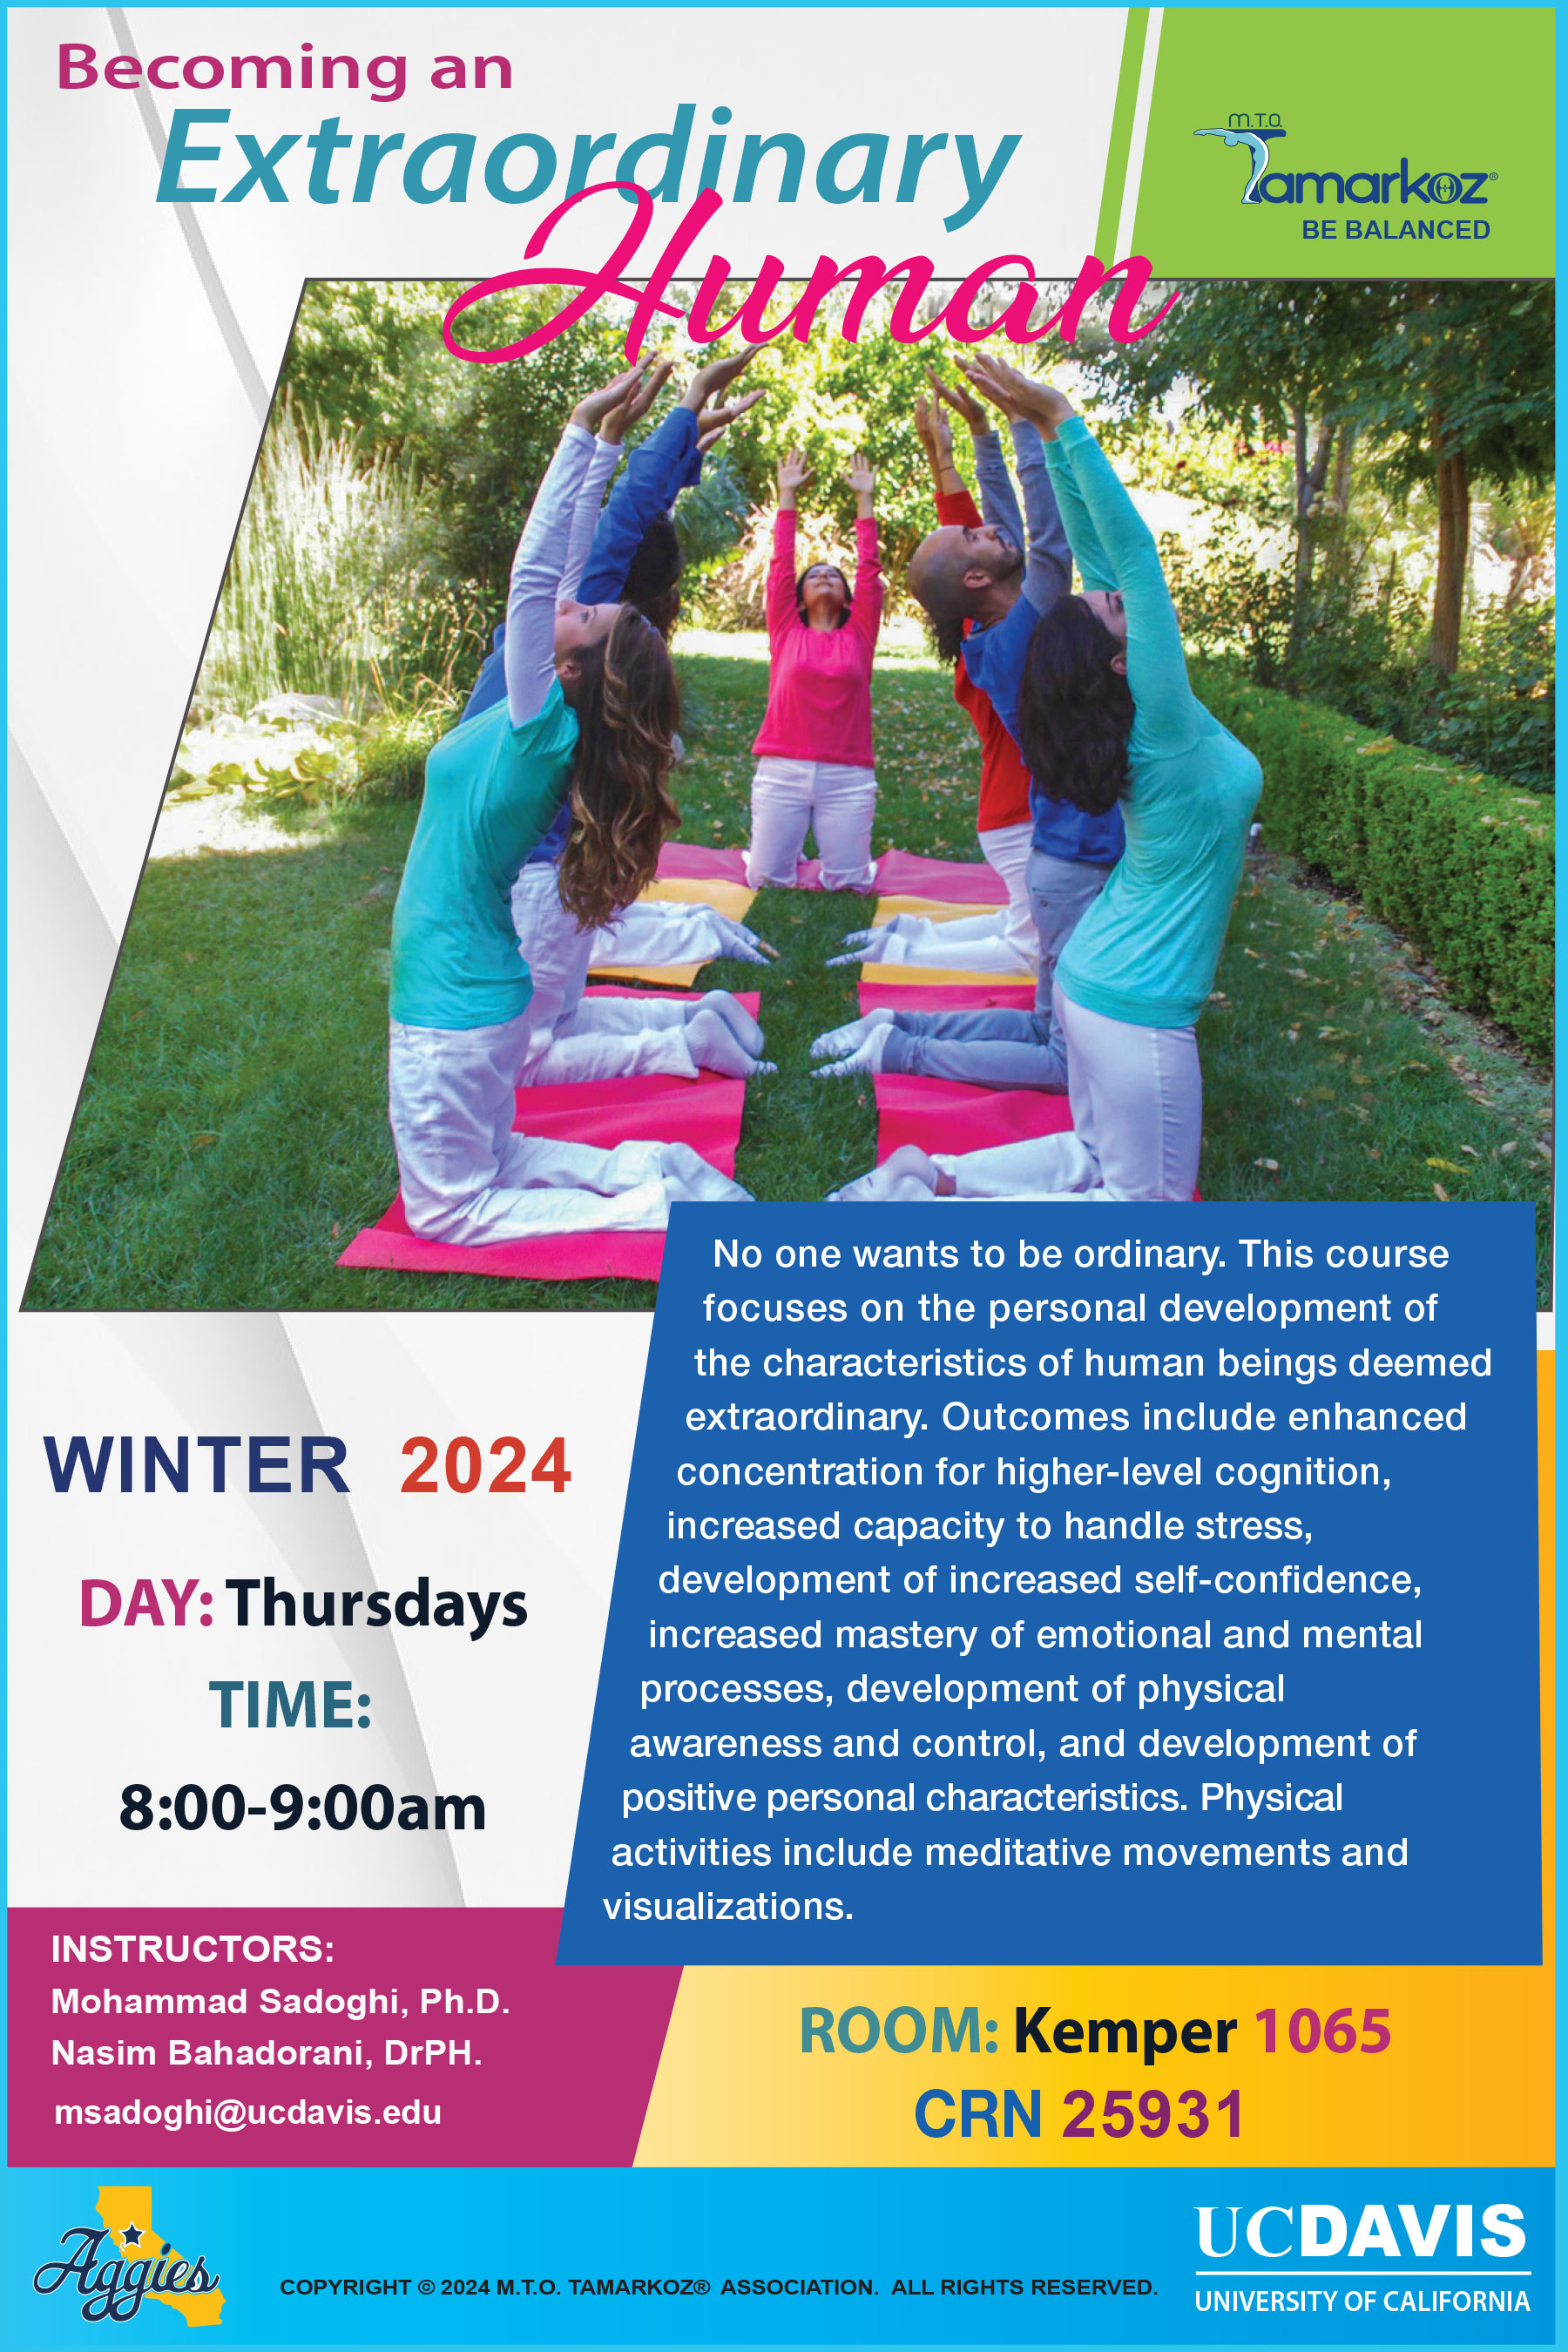 Becoming an
Extraordinary
Human
M.T.O.
Tamarkoz®
BE BALANCED
No one wants to be ordinary. This course
focuses on the personal development of
the characteristics of human beings deemed
extraordinary. Outcomes include enhanced
concentration for higher-level cognition,
increased capacity to handle stress,
development of increased self-confidence,
increased mastery of emotional and mental
processes, development of physical
awareness and control, and development of
positive personal characteristics. Physical
activities include meditative movements and
visualizations.
WINTER 2024
DAY: Thursdays
TIME:
8:00-9:00am
INSTRUCTORS:
Mohammad Sadoghi, Ph.D.
Nasim Bahadorani, DrPH.
msadoghi@ucdavis.edu
ROOM: Kemper 1065
CRN 25931
Aggies
COPYRIGHT © 2024 M.T.O. TAMARKOZ® ASSOCIATION. ALL RIGHTS RESERVED.
UCDAVIS
UNIVERSITY OF CALIFORNIA